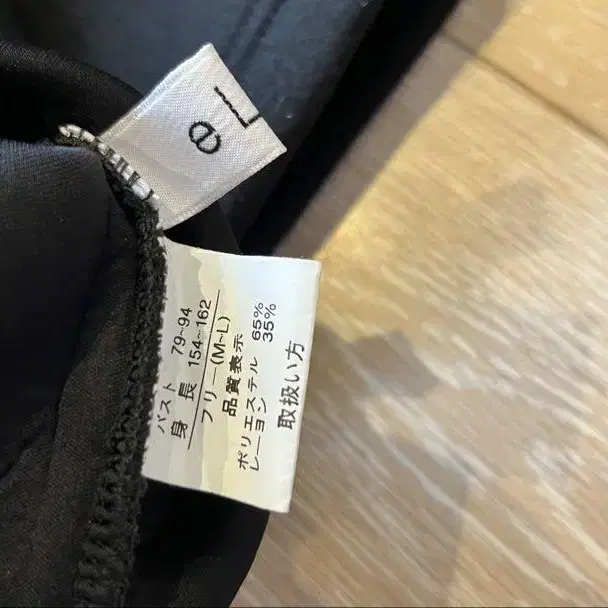 e L
バスト 79~94
身長 154~162
フリー (M~L)
品質表示
ポリエステル 65%
レーヨン 35%
取扱い方